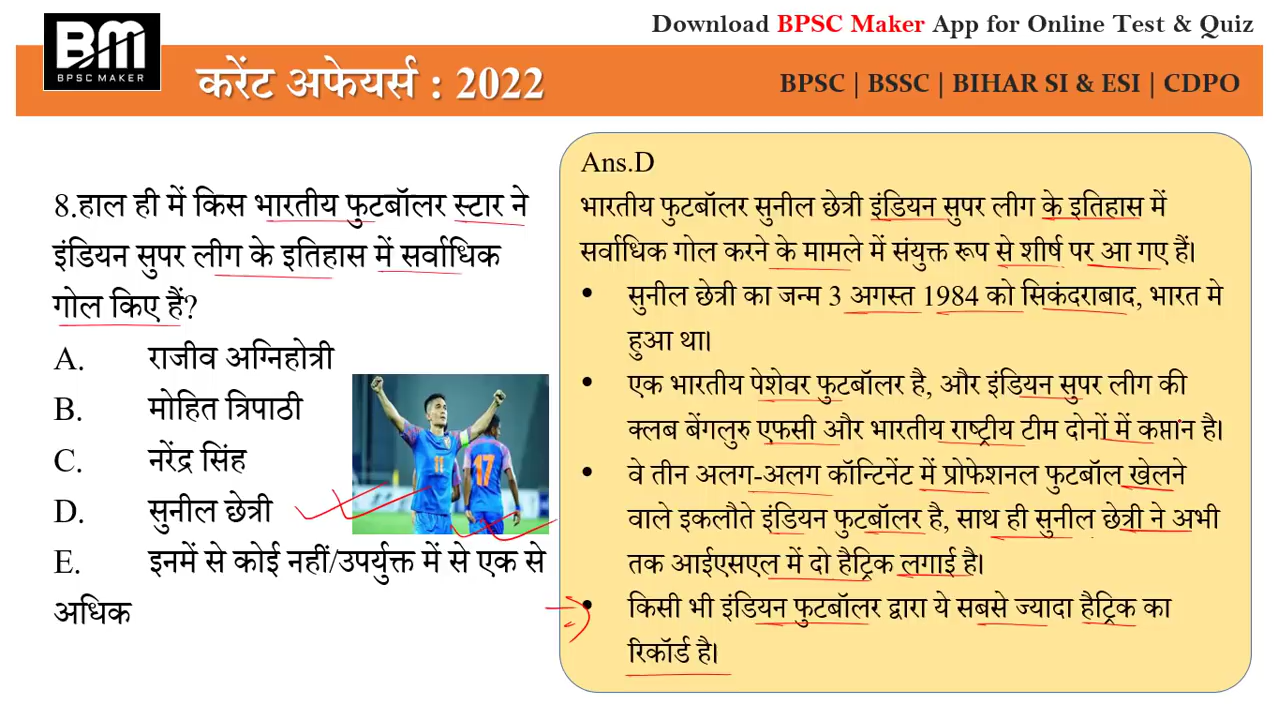 Download BPSC Maker App for Online Test & Quiz
BM
BPSC MAKER
करेंट अफेयर्स : 2022
BPSC | BSSC | BIHAR SI & ESI | CDPO
8.हाल ही में किस भारतीय फुटबॉलर स्टार ने
इंडियन सुपर लीग के इतिहास में सर्वाधिक
गोल किए हैं?
A. राजीव अग्निहोत्री
B. मोहित त्रिपाठी
C. नरेंद्र सिंह
D. सुनील छेत्री
E. इनमें से कोई नहीं/उपर्युक्त में से एक से
अधिक
11
17
Ans.D
भारतीय फुटबॉलर सुनील छेत्री इंडियन सुपर लीग के इतिहास में
सर्वाधिक गोल करने के मामले में संयुक्त रूप से शीर्ष पर आ गए हैं।
• सुनील छेत्री का जन्म 3 अगस्त 1984 को सिकंदराबाद, भारत मे
हुआ था।
• एक भारतीय पेशेवर फुटबॉलर है, और इंडियन सुपर लीग की
क्लब बेंगलुरु एफसी और भारतीय राष्ट्रीय टीम दोनों में कप्तान है।
• वे तीन अलग-अलग कॉन्टिनेंट में प्रोफेशनल फुटबॉल खेलने
वाले इकलौते इंडियन फुटबॉलर है, साथ ही सुनील छेत्री ने अभी
तक आईएसएल में दो हैट्रिक लगाई है।
• किसी भी इंडियन फुटबॉलर द्वारा ये सबसे ज्यादा हैट्रिक का
रिकॉर्ड है।